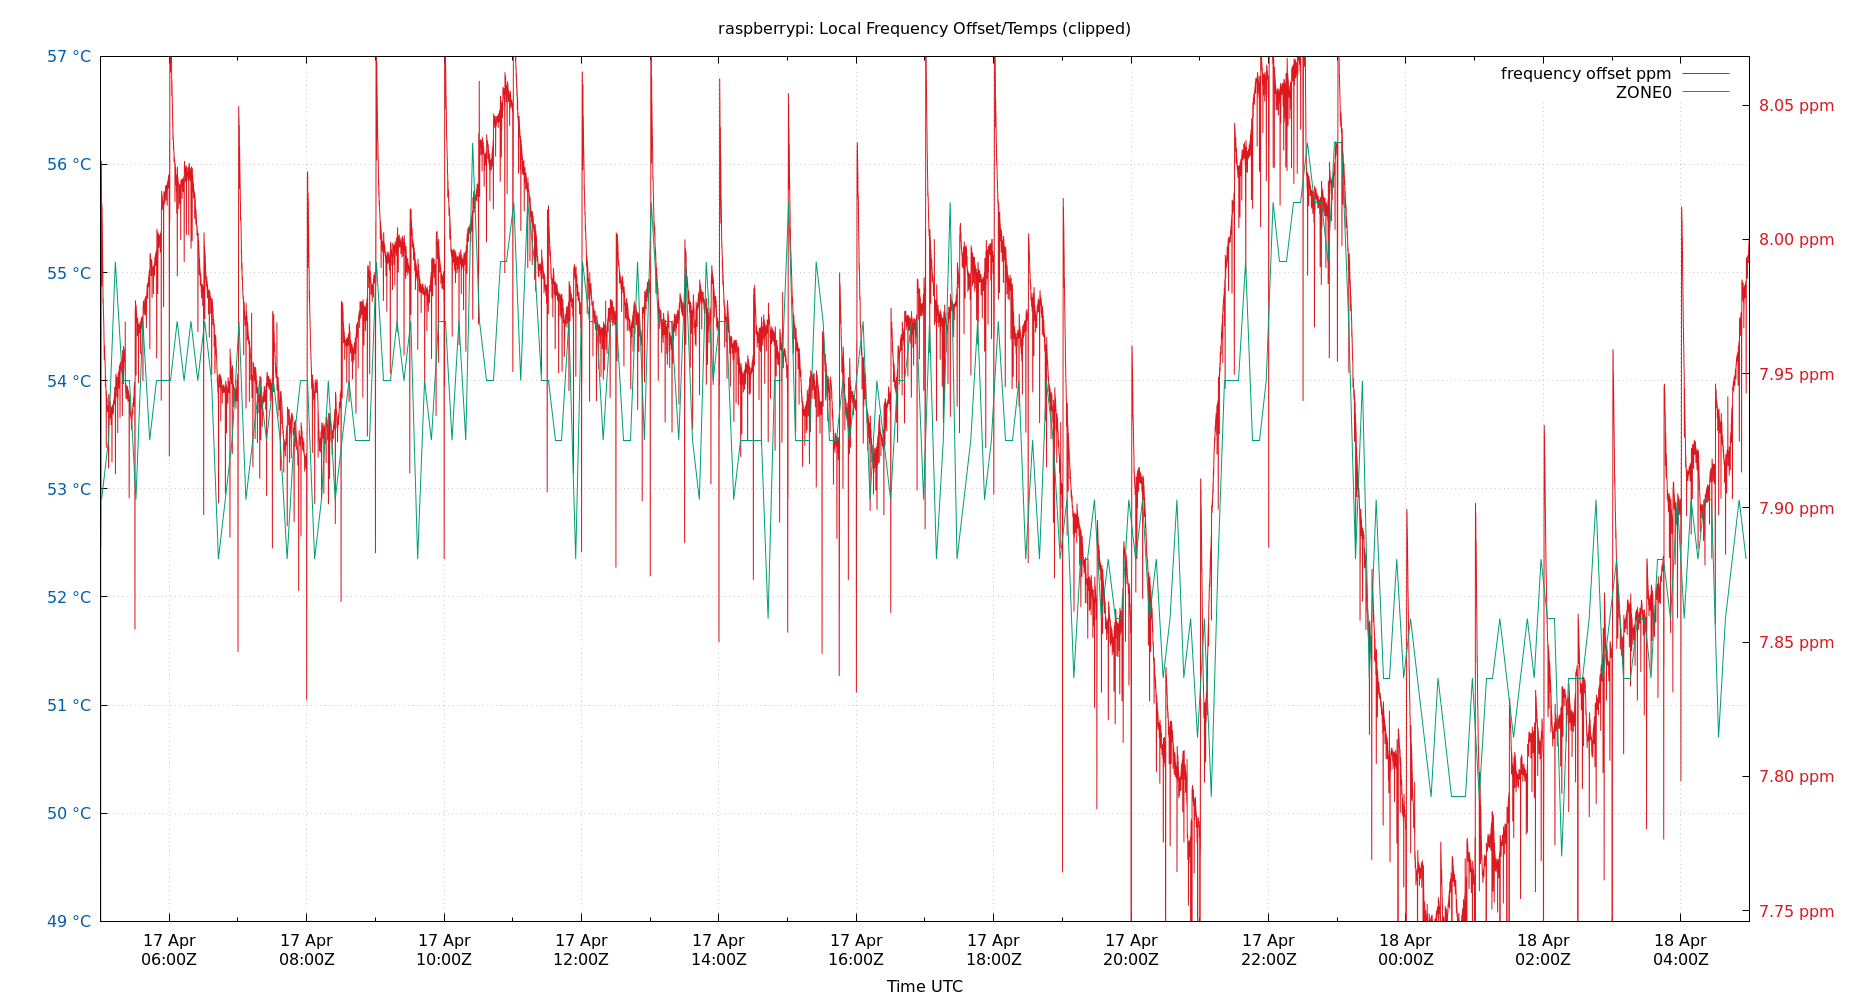 raspberrypi: Local Frequency Offset/Temps (clipped)
frequency offset ppm
ZONE0
57 °C
56 °C
55 °C
54 °C
53 °C
52 °C
51 °C
50 °C
49 °C
8.05 ppm
8.00 ppm
7.95 ppm
7.90 ppm
7.85 ppm
7.80 ppm
7.75 ppm
17 Apr 17 Apr 17 Apr 17 Apr 17 Apr 17 Apr 17 Apr 17 Apr 17 Apr 18 Apr 18 Apr 18 Apr
06:00Z 08:00Z 10:00Z 12:00Z 14:00Z 16:00Z 18:00Z 20:00Z 22:00Z 00:00Z 02:00Z 04:00Z
Time UTC